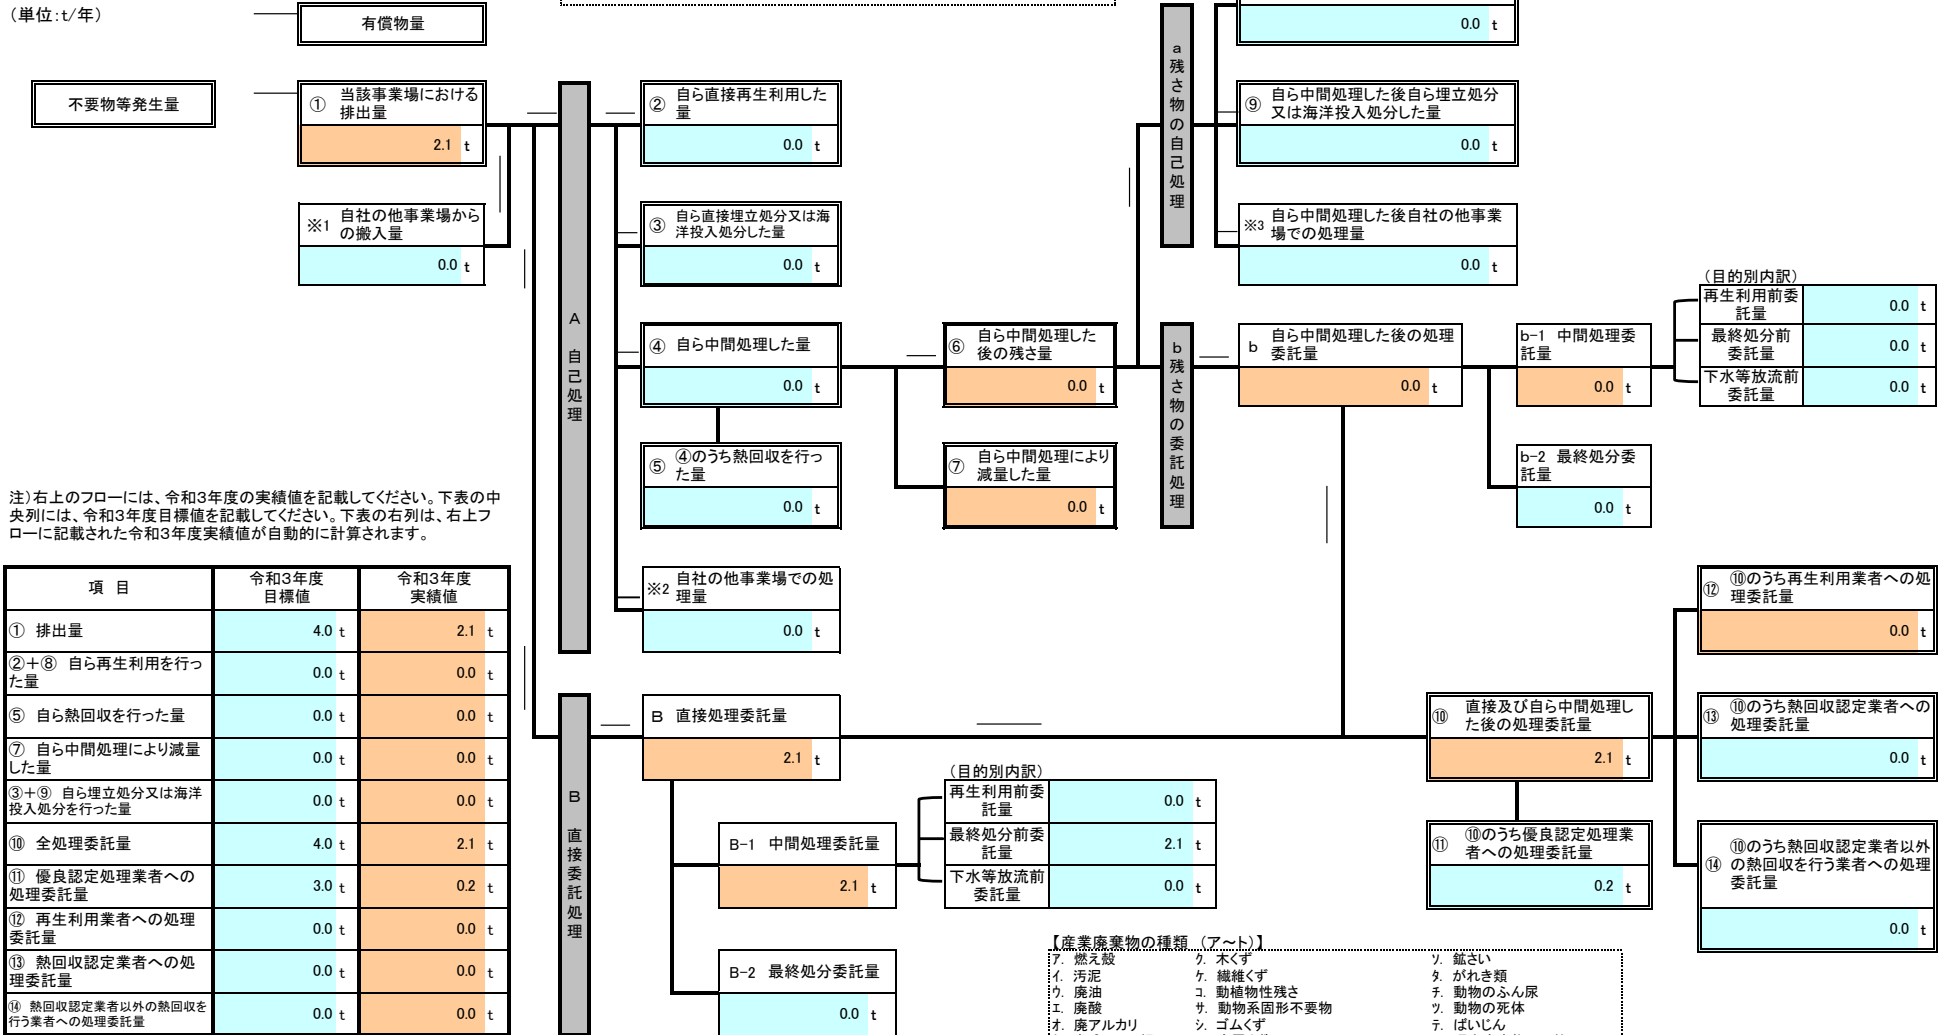 (単位:t/年)
有償物量
0.0 t
不要物等発生量
① 当該事業場における
排出量
2.1 t
※1 自社の他事業場から
の搬入量
0.0 t
A 自己処理
② 自ら直接再生利用した
量
0.0 t
③ 自ら直接埋立処分又は海
洋投入処分した量
0.0 t
④ 自ら中間処理した量
0.0 t
⑤ ④のうち熱回収を行っ
た量
0.0 t
※2 自社の他事業場での処
理量
0.0 t
⑥ 自ら中間処理した
後の残さ量
0.0 t
⑦ 自ら中間処理により
減量した量
0.0 t
a 残さ物の自己処理
⑨ 自ら中間処理した後自ら埋立処分
又は海洋投入処分した量
0.0 t
※3 自ら中間処理した後自社の他事業
場での処理量
0.0 t
b 残さ物の委託処理
b 自ら中間処理した後の処理
委託量
0.0 t
b-1 中間処理委
託量
0.0 t
b-2 最終処分委
託量
0.0 t
(目的別内訳)
再生利用前委
託量
0.0 t
最終処分前
委託量
0.0 t
下水等放流前
委託量
0.0 t
注)右上のフローには、令和3年度の実績値を記載してください。下表の中
央列には、令和3年度目標値を記載してください。下表の右列は、右上フ
ローに記載された令和3年度実績値が自動的に計算されます。
項 目 令和3年度
目標値 令和3年度
実績値
① 排出量 4.0 t 2.1 t
②+⑧ 自ら再生利用を行っ
た量 0.0 t 0.0 t
⑤ 自ら熱回収を行った量 0.0 t 0.0 t
⑦ 自ら中間処理により減量
した量 0.0 t 0.0 t
③+⑨ 自ら埋立処分又は海洋
投入処分を行った量 0.0 t 0.0 t
⑩ 全処理委託量 4.0 t 2.1 t
⑪ 優良認定処理業者への
処理委託量 3.0 t 0.2 t
⑫ 再生利用業者への処理
委託量 0.0 t 0.0 t
⑬ 熱回収認定業者への処
理委託量 0.0 t 0.0 t
⑭ 熱回収認定業者以外の熱回収を
行う業者への処理委託量 0.0 t 0.0 t
B 直接委託処理
B 直接処理委託量
2.1 t
B-1 中間処理委託量
2.1 t
B-2 最終処分委託量
0.0 t
(目的別内訳)
再生利用前委
託量
0.0 t
最終処分前委
託量
2.1 t
下水等放流前
委託量
0.0 t
⑩ 直接及び自ら中間処理し
た後の処理委託量
2.1 t
⑪ ⑩のうち優良認定処理業
者への処理委託量
0.2 t
⑫ ⑩のうち再生利用業者への処
理委託量
0.0 t
⑬ ⑩のうち熱回収認定業者への
処理委託量
0.0 t
⑭ ⑩のうち熱回収認定業者以外
の熱回収を行う業者への処理
委託量
0.0 t
【産業廃棄物の種類 (ア~ト)】
ア. 燃え殻 ク. 木くず ソ. 鉱さい
イ. 汚泥 ケ. 繊維くず タ. がれき類
ウ. 廃油 コ. 動植物性残さ チ. 動物のふん尿
エ. 廃酸 サ. 動物系固形不要物 ツ. 動物の死体
オ. 廃アルカリ シ. ゴムくず テ. ばいじん